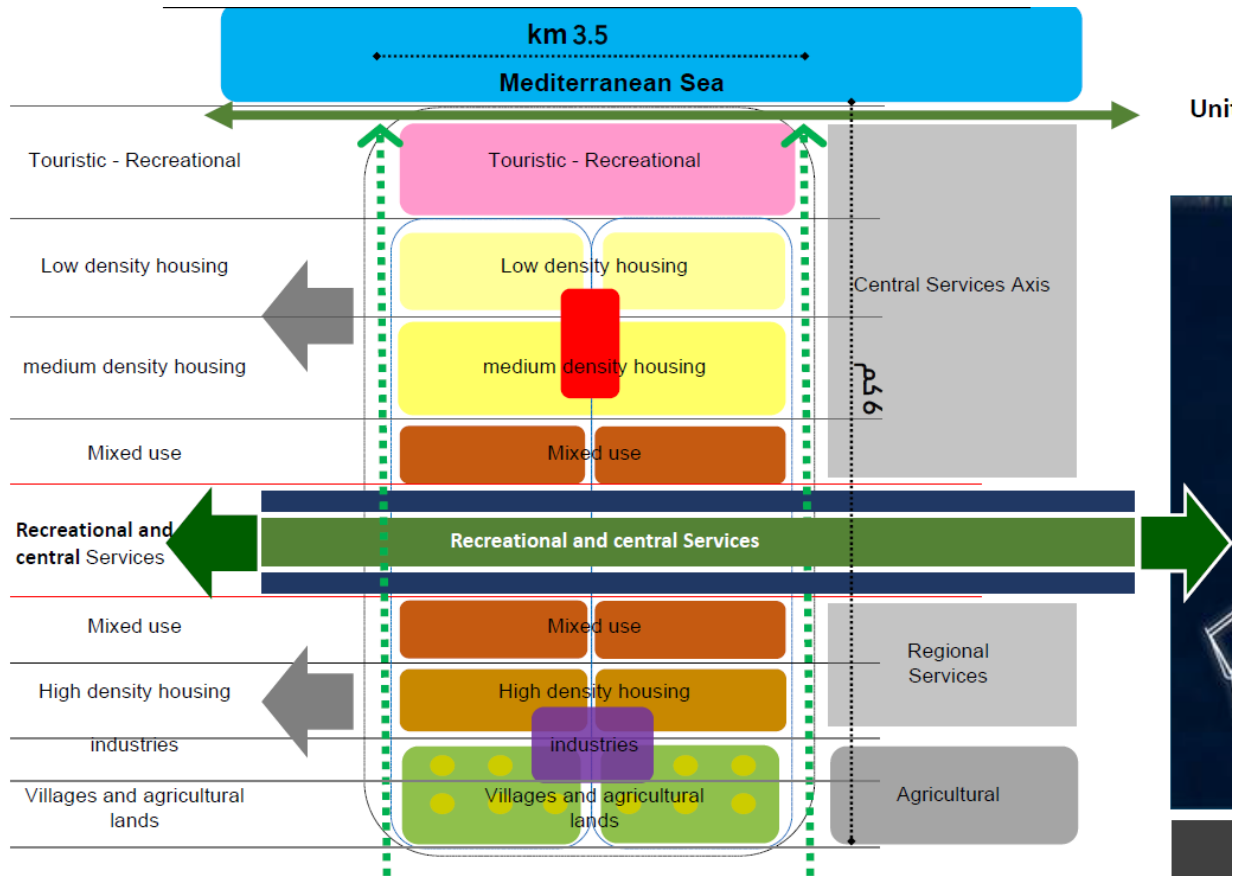 km 3.5
Mediterranean Sea
Touristic - Recreational
Touristic - Recreational
Low density housing
Low density housing
Central Services Axis
medium density housing
medium density housing
6 كم
Mixed use
Mixed use
Recreational and
central Services
Recreational and central Services
Mixed use
Mixed use
Regional
Services
High density housing
High density housing
industries
industries
Villages and agricultural
lands
Villages and agricultural
lands
Agricultural